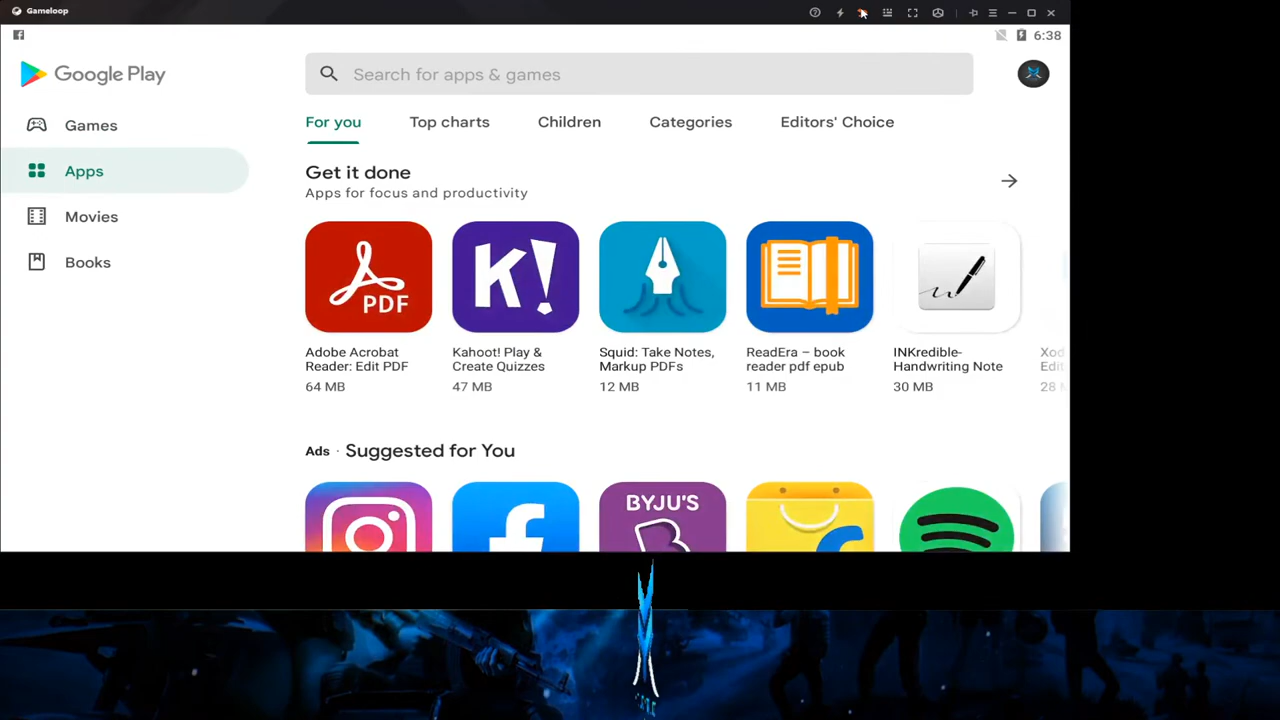 Gameloop
6:38
Google Play
Search for apps & games
Games
Apps
Movies
Books
For you
Top charts
Children
Categories
Editors' Choice
Get it done
Apps for focus and productivity
PDF
K!
Adobe Acrobat
Reader: Edit PDF
64 MB
Kahoot! Play &
Create Quizzes
47 MB
Squid: Take Notes,
Markup PDFs
12 MB
ReadEra – book
reader pdf epub
11 MB
INKredible-
Handwriting Note
30 MB
Xod
Edit
28 M
Ads · Suggested for You
BYJU'S